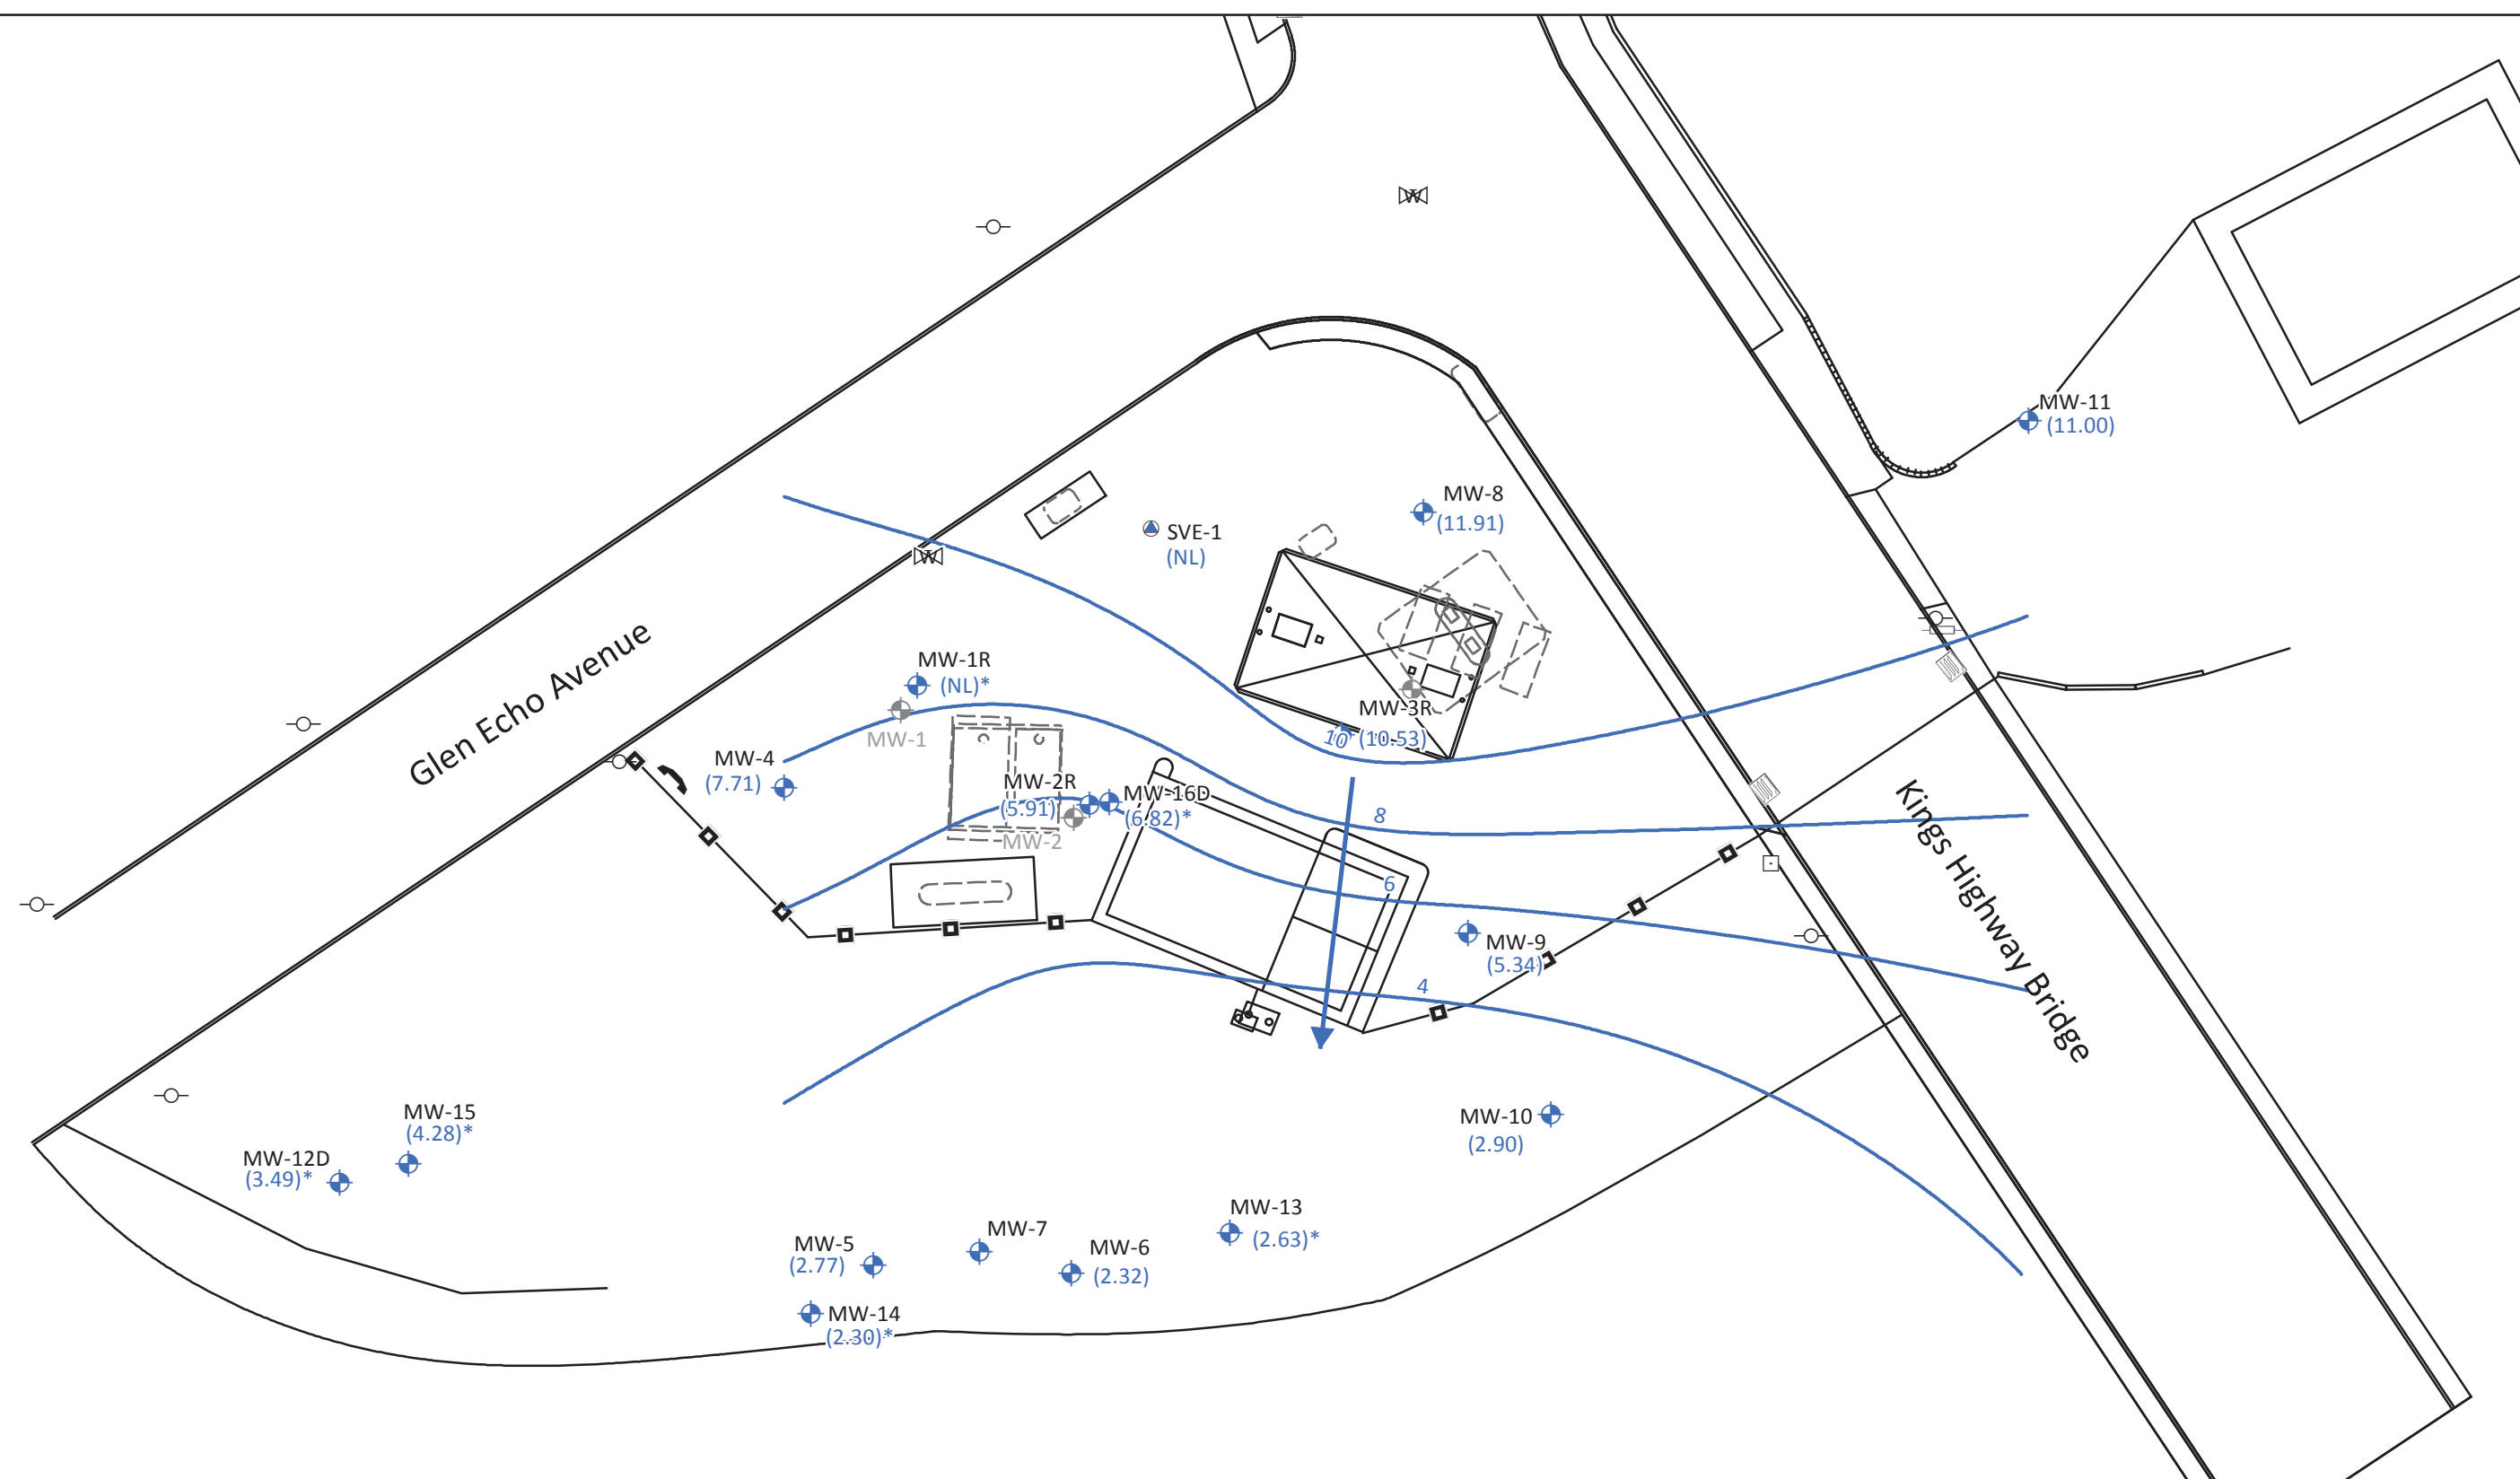 W
MW-11
(11.00)
MW-8
(11.91)
SVE-1
(NL)
W
Glen Echo Avenue
MW-1R
(NL)*
MW-1
MW-3R
10
(10.53)
MW-4
(7.71)
MW-2R
(5.91)
MW-16D
(6.82)*
MW-2
8
6
Kings Highway Bridge
MW-9
(5.34)
4
MW-15
(4.28)*
MW-12D
(3.49)*
MW-10
(2.90)
MW-13
(2.63)*
MW-7
MW-5
(2.77)
MW-6
(2.32)
MW-14
(2.30)*